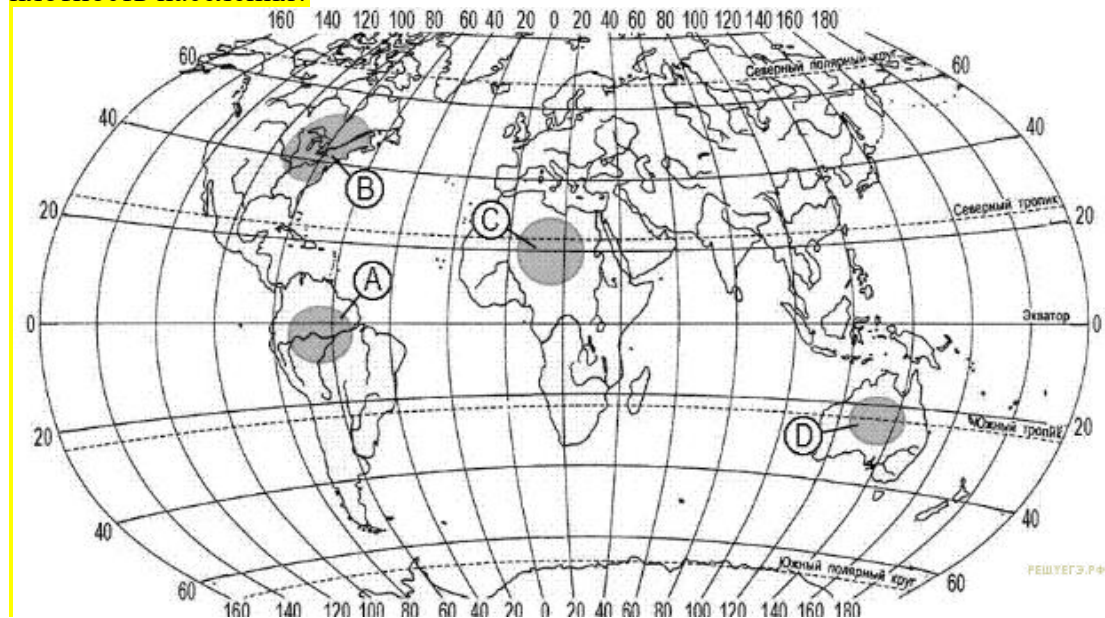 плотность населения.
160 140 120 100 80 60 40 20 0 20 40 60 80 100 120 140 160 180
60 Северный полярный круг 60
40 40
B
20 Северный тропик 20
C
A
0 Экватор 0
20 D Южный тропик 20
40 40
60 Южный полярный круг 60
РЕШУЕГЭ.РФ
160 140 120 100 80 60 40 20 0 20 40 60 80 100 120 140 160 180